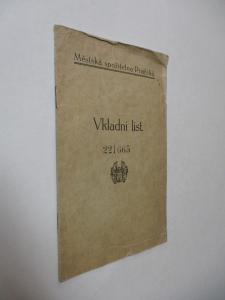 Městská spořitelna Pražská
Vkladní list
221665